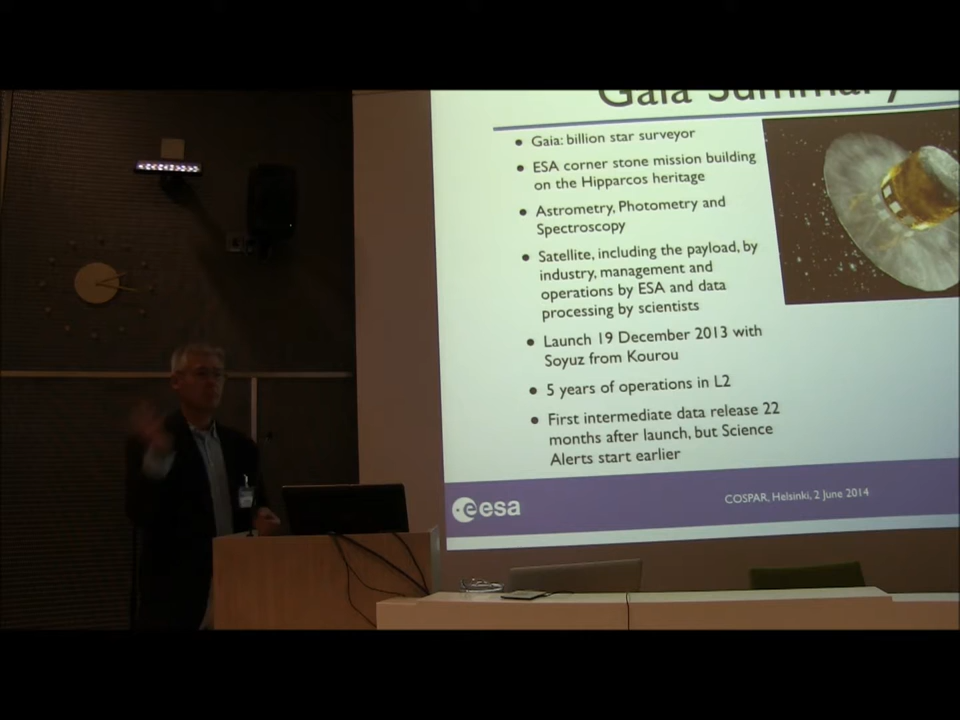 Gaia Summary
• Gaia: billion star surveyor
• ESA corner stone mission building
on the Hipparcos heritage
• Astrometry, Photometry and
Spectroscopy
• Satellite, including the payload, by
industry, management and
operations by ESA and data
processing by scientists
• Launch 19 December 2013 with
Soyuz from Kourou
• 5 years of operations in L2
• First intermediate data release 22
months after launch, but Science
Alerts start earlier
esa
COSPAR, Helsinki, 2 June 2014